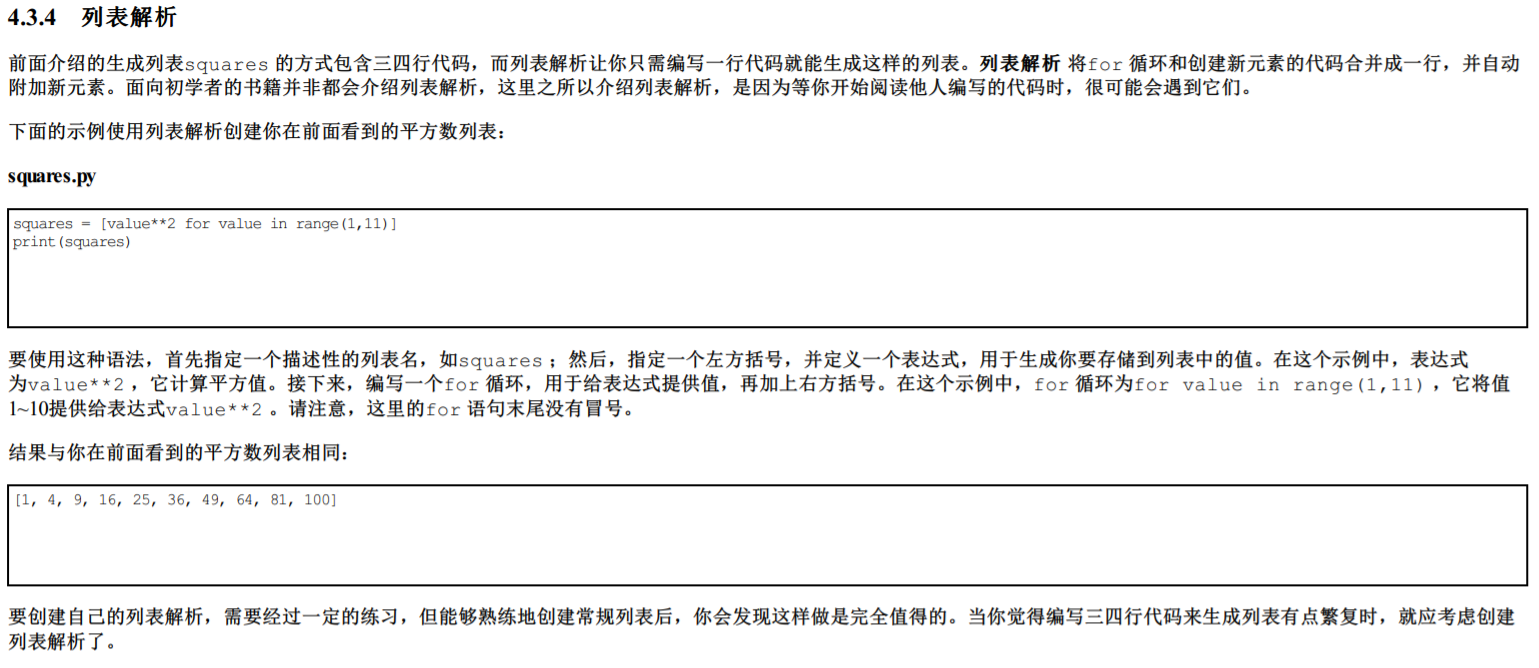 4.3.4 列表解析
前面介绍的生成列表squares 的方式包含三四行代码，而列表解析让你只需编写一行代码就能生成这样的列表。列表解析 将for 循环和创建新元素的代码合并成一行，并自动
附加新元素。面向初学者的书籍并非都会介绍列表解析，这里之所以介绍列表解析，是因为等你开始阅读他人编写的代码时，很可能会遇到它们。
下面的示例使用列表解析创建你在前面看到的平方数列表：
squares.py
squares = [value**2 for value in range(1,11)]
print(squares)
要使用这种语法，首先指定一个描述性的列表名，如squares ；然后，指定一个左方括号，并定义一个表达式，用于生成你要存储到列表中的值。在这个示例中，表达式
为value**2 ，它计算平方值。接下来，编写一个for 循环，用于给表达式提供值，再加上右方括号。在这个示例中，for 循环为for value in range(1,11) ，它将值
1~10提供给表达式value**2 。请注意，这里的for 语句末尾没有冒号。
结果与你在前面看到的平方数列表相同：
[1, 4, 9, 16, 25, 36, 49, 64, 81, 100]
要创建自己的列表解析，需要经过一定的练习，但能够熟练地创建常规列表后，你会发现这样做是完全值得的。当你觉得编写三四行代码来生成列表有点繁复时，就应考虑创建
列表解析了。